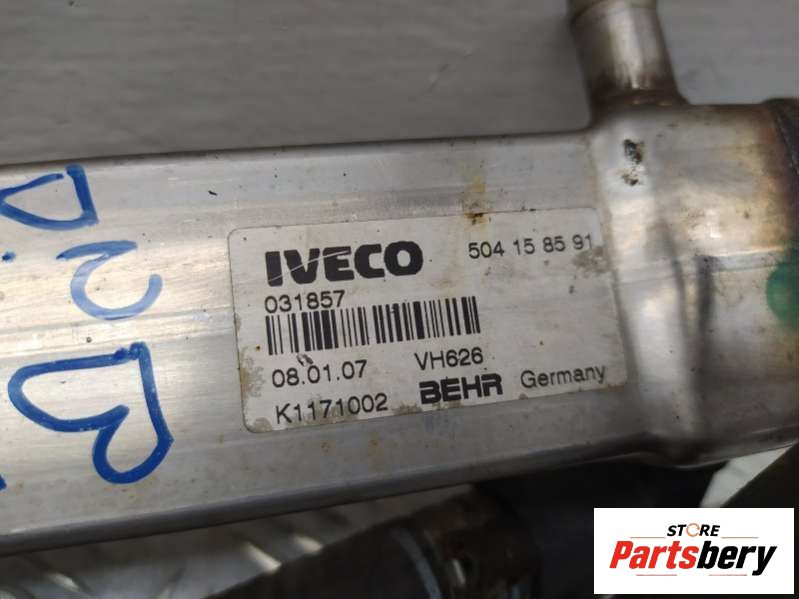 IVECO 504 15 85 91
031857
08.01.07 VH626
K1171002 BEHR Germany
STORE
Partsbery